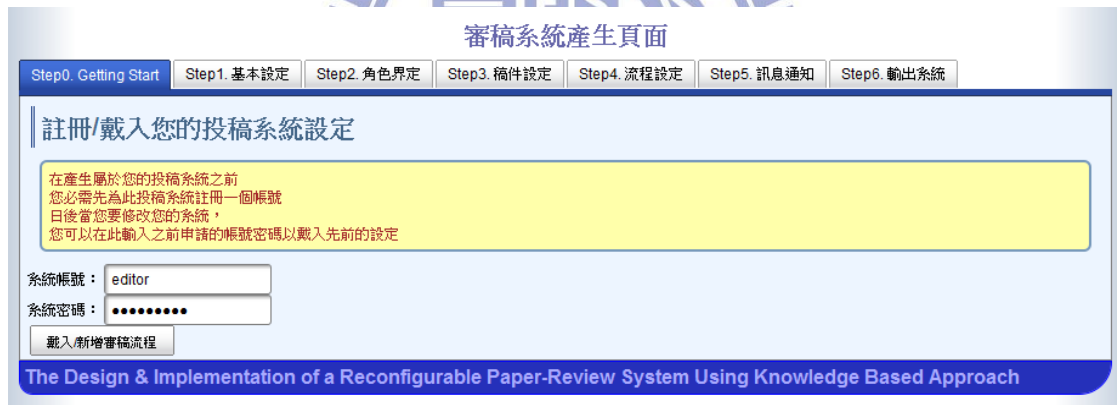 審稿系統產生頁面
Step0. Getting Start Step1. 基本設定 Step2. 角色界定 Step3. 稿件設定 Step4. 流程設定 Step5. 訊息通知 Step6. 輸出系統
註冊/戴入您的投稿系統設定
在產生屬於您的投稿系統之前
您必需先為此投稿系統註冊一個帳號
日後當您要修改您的系統，
您可以在此輸入之前申請的帳號密碼以戴入先前的設定
系統帳號： editor
系統密碼： •••••••••
戴入/新增審稿流程
The Design & Implementation of a Reconfigurable Paper-Review System Using Knowledge Based Approach